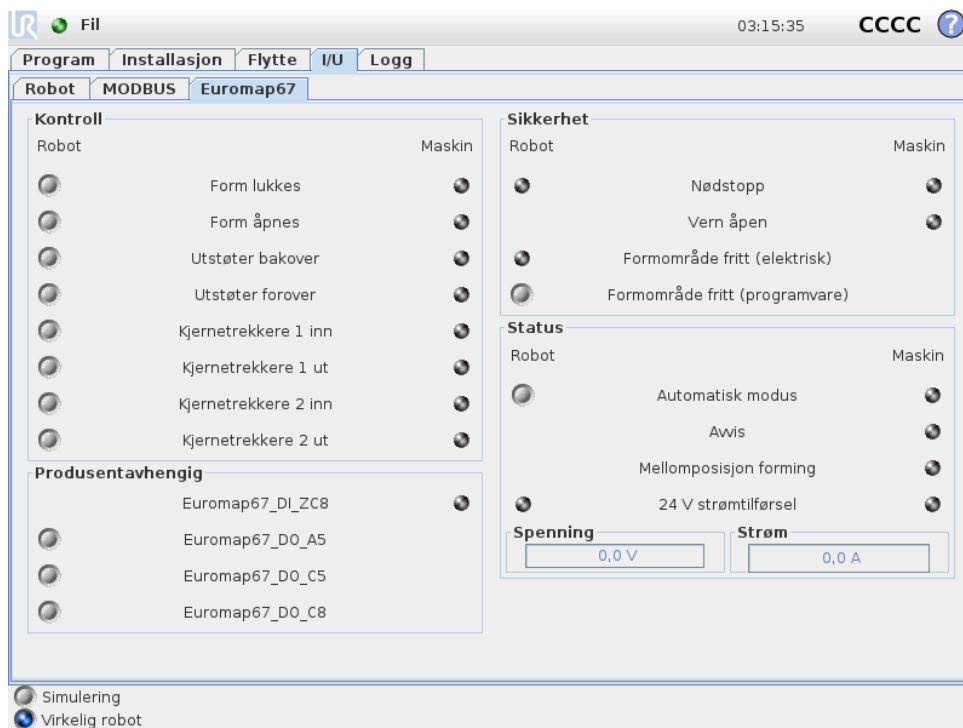 UR Fil 03:15:35 CCCC ?
Program Installasjon Flytte I/U Logg
Robot MODBUS Euromap67
Kontroll
Robot Maskin
Form lukkes
Form åpnes
Utstøter bakover
Utstøter forover
Kjernetrekkere 1 inn
Kjernetrekkere 1 ut
Kjernetrekkere 2 inn
Kjernetrekkere 2 ut
Produsentavhengig
Euromap67_DI_ZC8
Euromap67_DO_A5
Euromap67_DO_C5
Euromap67_DO_C8
Sikkerhet
Robot Maskin
Nødstopp
Vern åpen
Formområde fritt (elektrisk)
Formområde fritt (programvare)
Status
Robot Maskin
Automatisk modus
Avvis
Mellomposisjon forming
24 V strømtilførsel
Spenning Strøm
0,0 V 0,0 A
Simulering
Virkelig robot